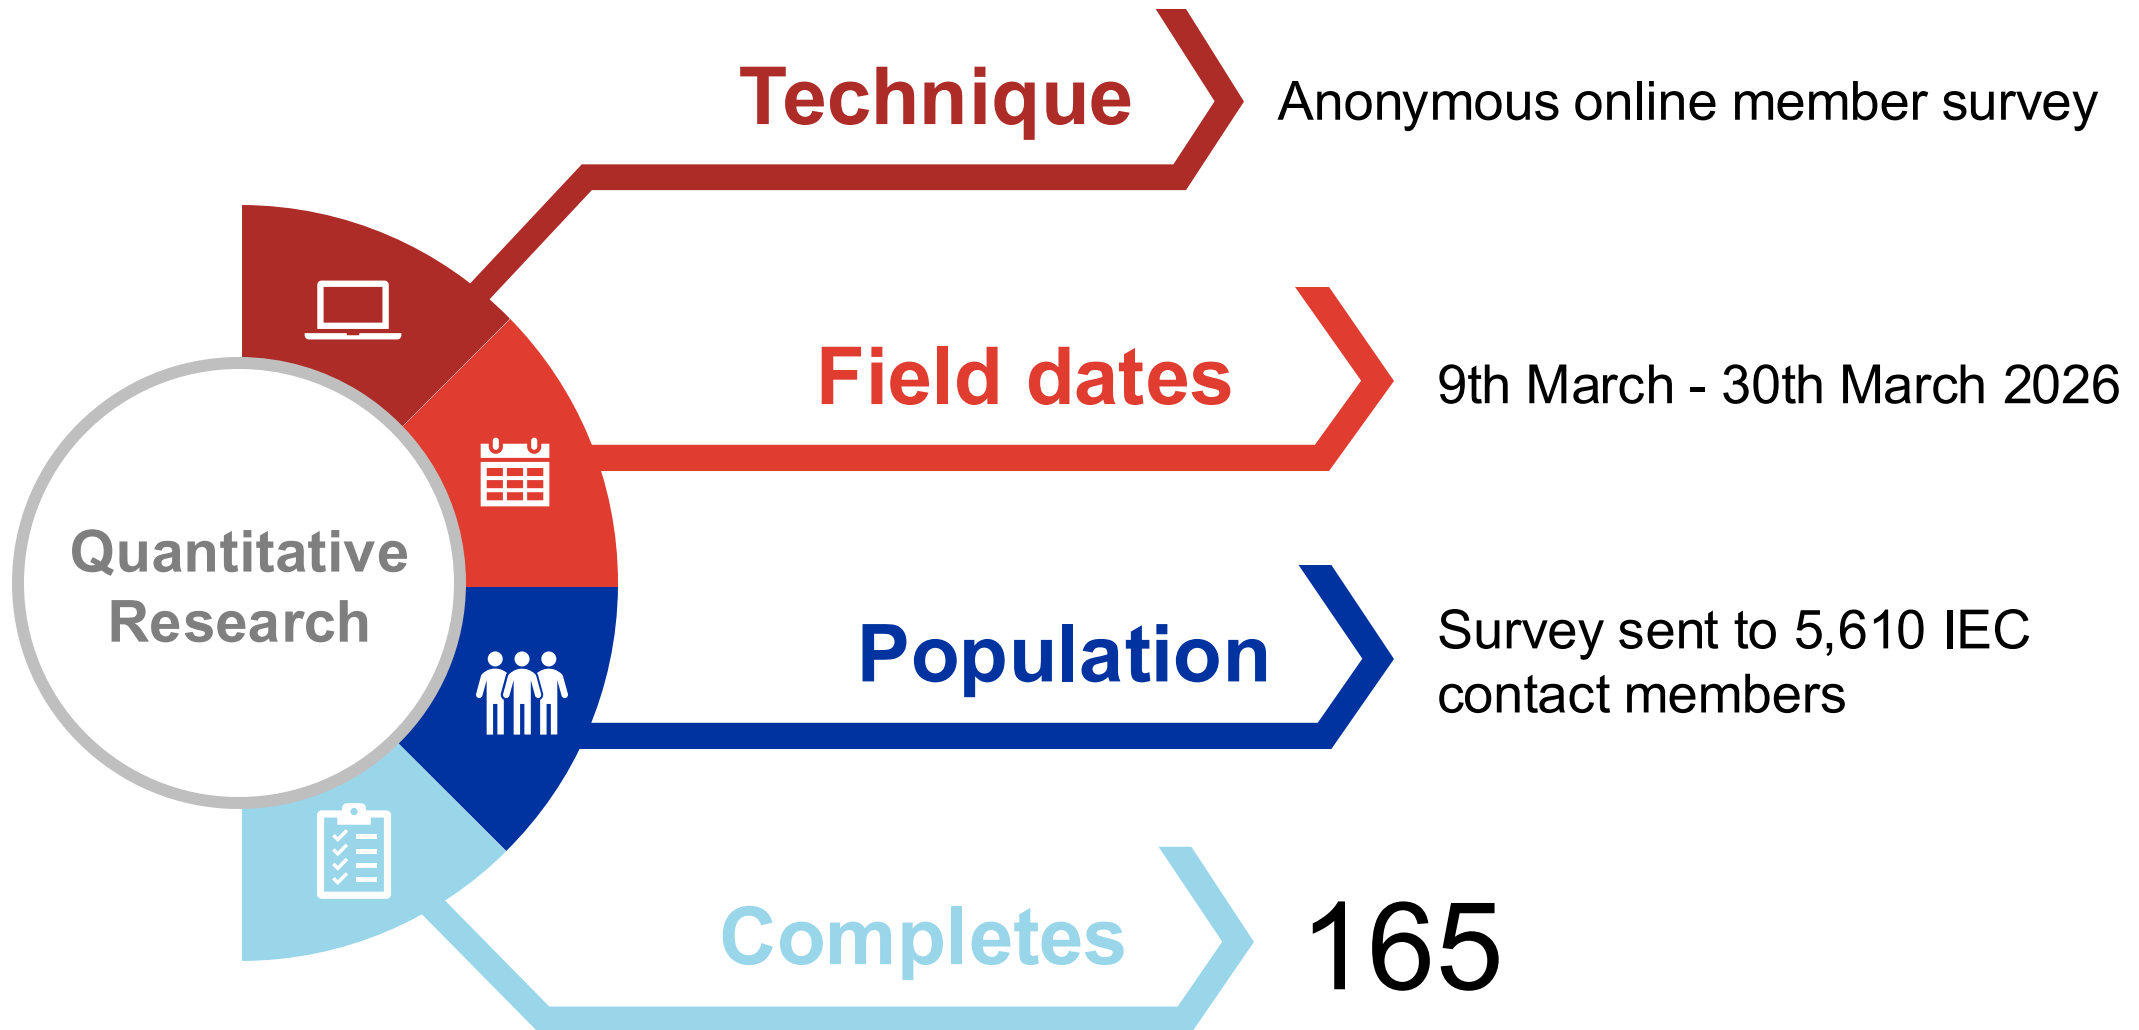 Technique
Anonymous online member survey
Field dates
9th March - 30th March 2026
Quantitative
Research
Population
Survey sent to 5,610 IEC
contact members
Completes
165